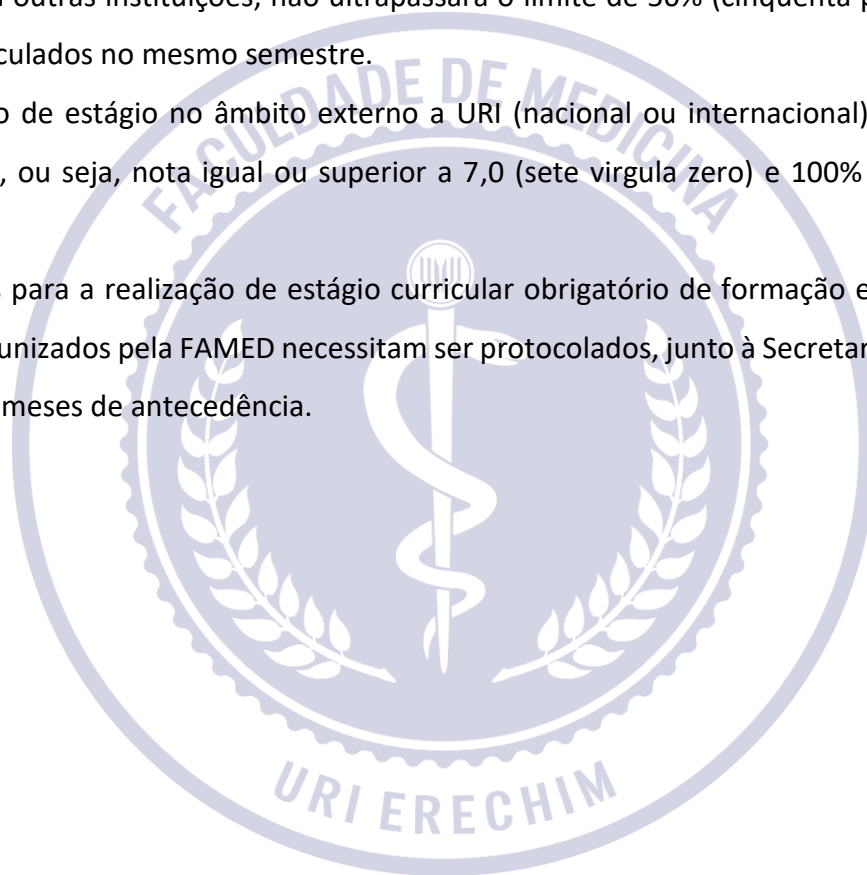 outras instituições, não ultrapassará o limite de 50% (cinquenta
culados no mesmo semestre.
o de estágio no âmbito externo a URI (nacional ou internacional)
, ou seja, nota igual ou superior a 7,0 (sete virgula zero) e 100%
s para a realização de estágio curricular obrigatório de formação e
unizados pela FAMED necessitam ser protocolados, junto à Secretar
meses de antecedência.
FACULDADE DE MEDICINA
URI ERECHIM